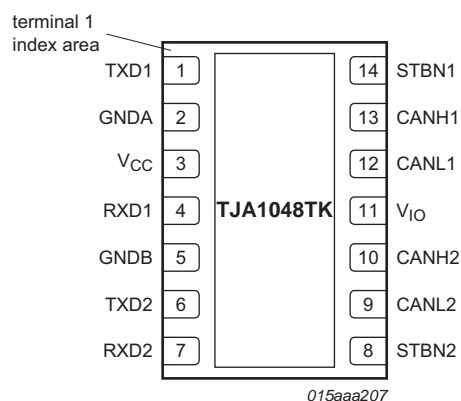 terminal 1
index area
TXD1 1 14 STBN1
GNDA 2 13 CANH1
VCC 3 12 CANL1
RXD1 4 TJA1048TK 11 VIO
GNDB 5 10 CANH2
TXD2 6 9 CANL2
RXD2 7 8 STBN2
015aaa207